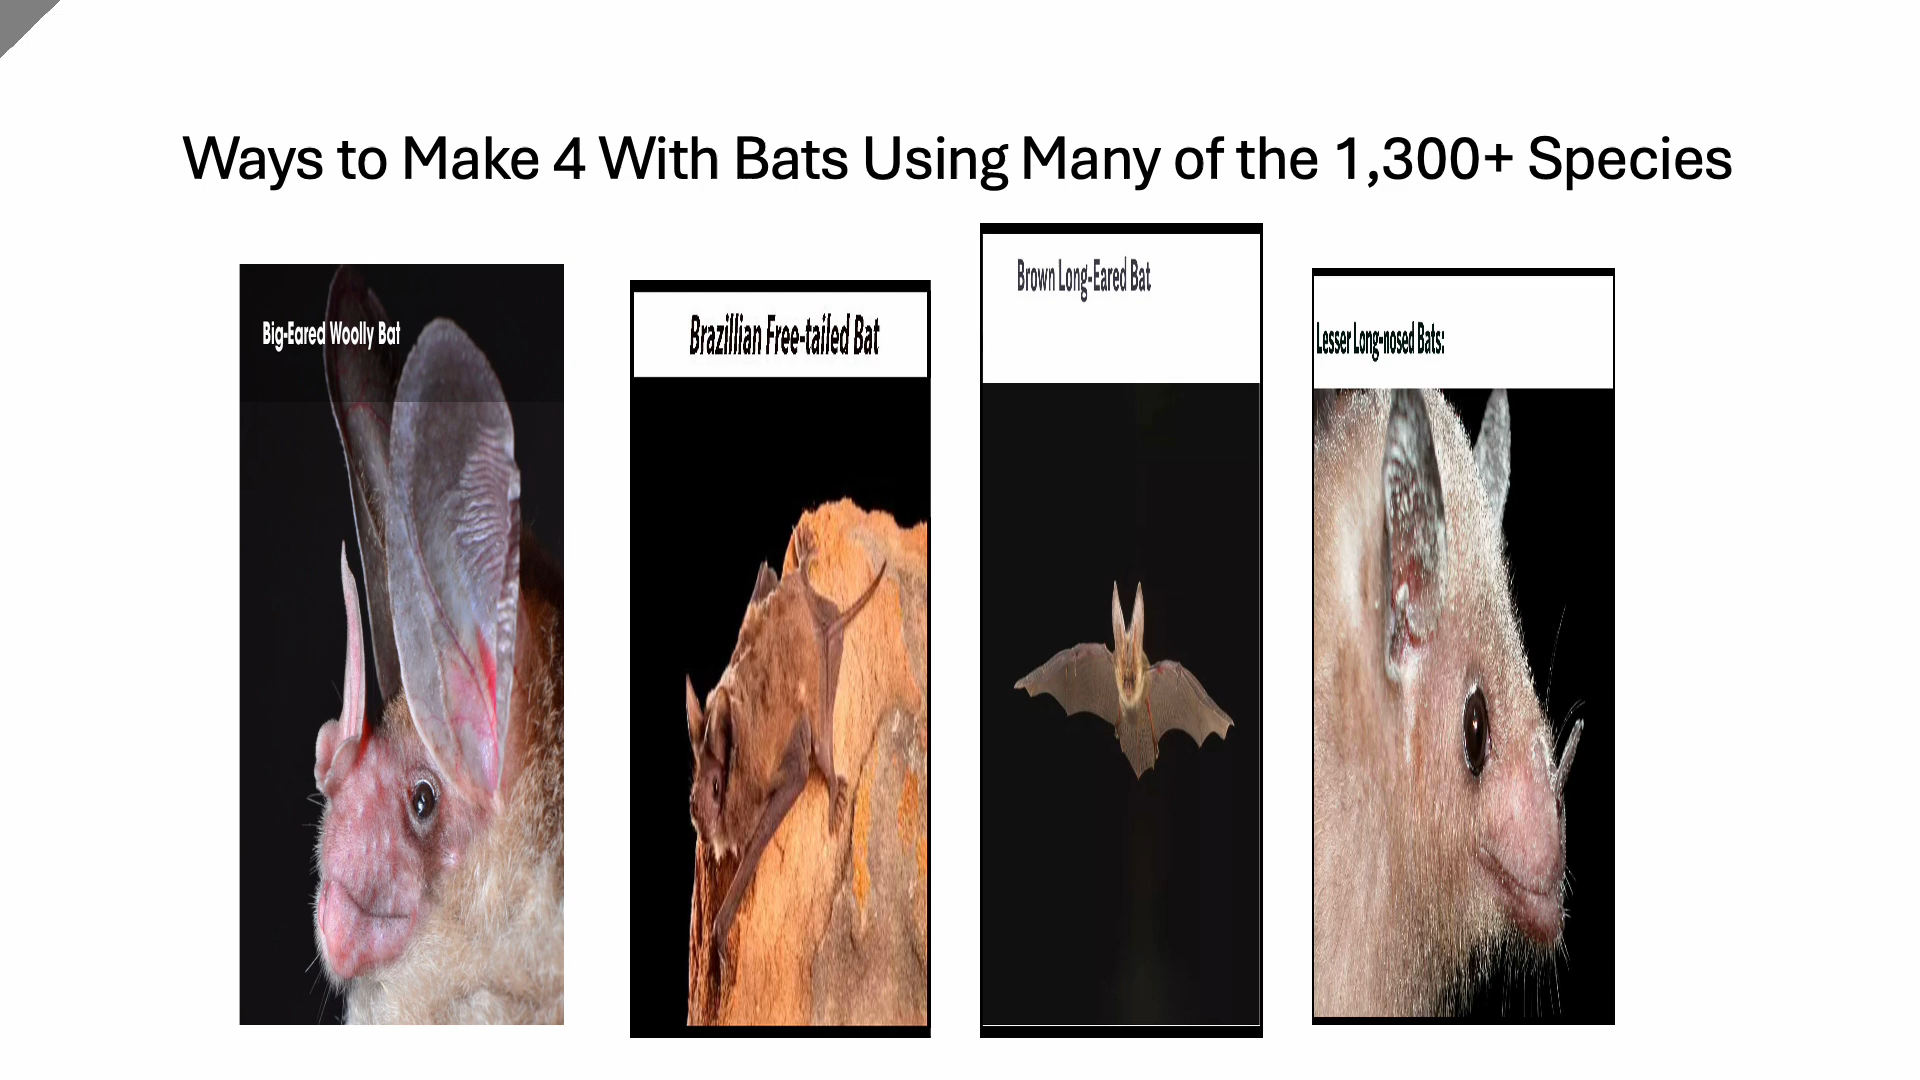 Ways to Make 4 With Bats Using Many of the 1,300+ Species
Big-Eared Woolly Bat
Brazillian Free-tailed Bat
Brown Long-Eared Bat
Lesser Long-nosed Bats: